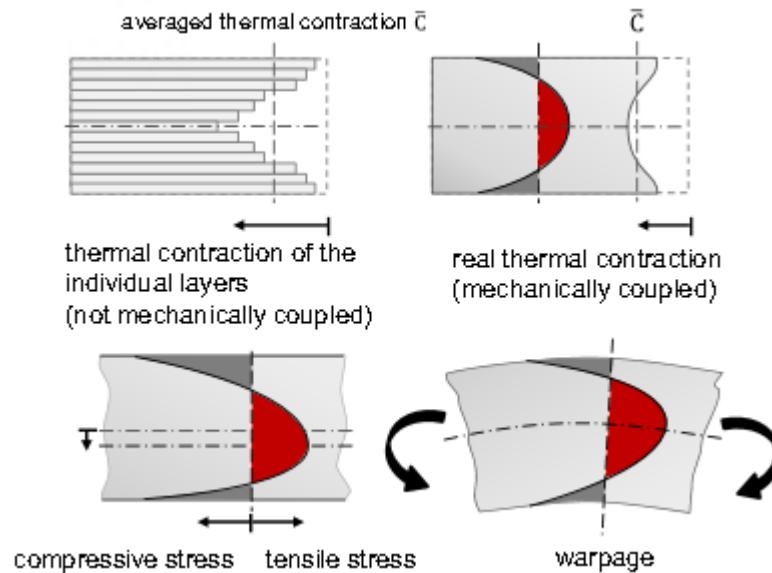 averaged thermal contraction C̄
C̄
thermal contraction of the
individual layers
(not mechanically coupled)
real thermal contraction
(mechanically coupled)
compressive stress
tensile stress
warpage